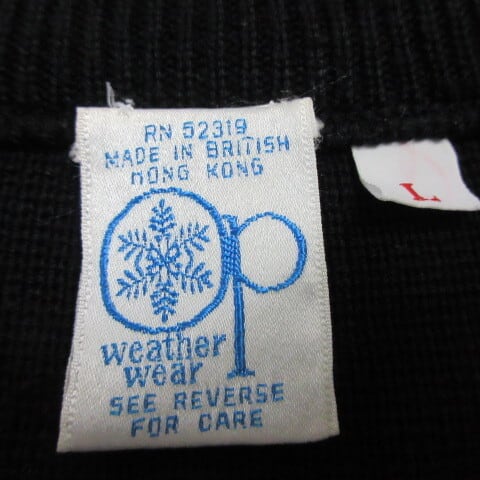 RN 52319
MADE IN BRITISH
HONG KONG
op
weather
wear
SEE REVERSE
FOR CARE
L